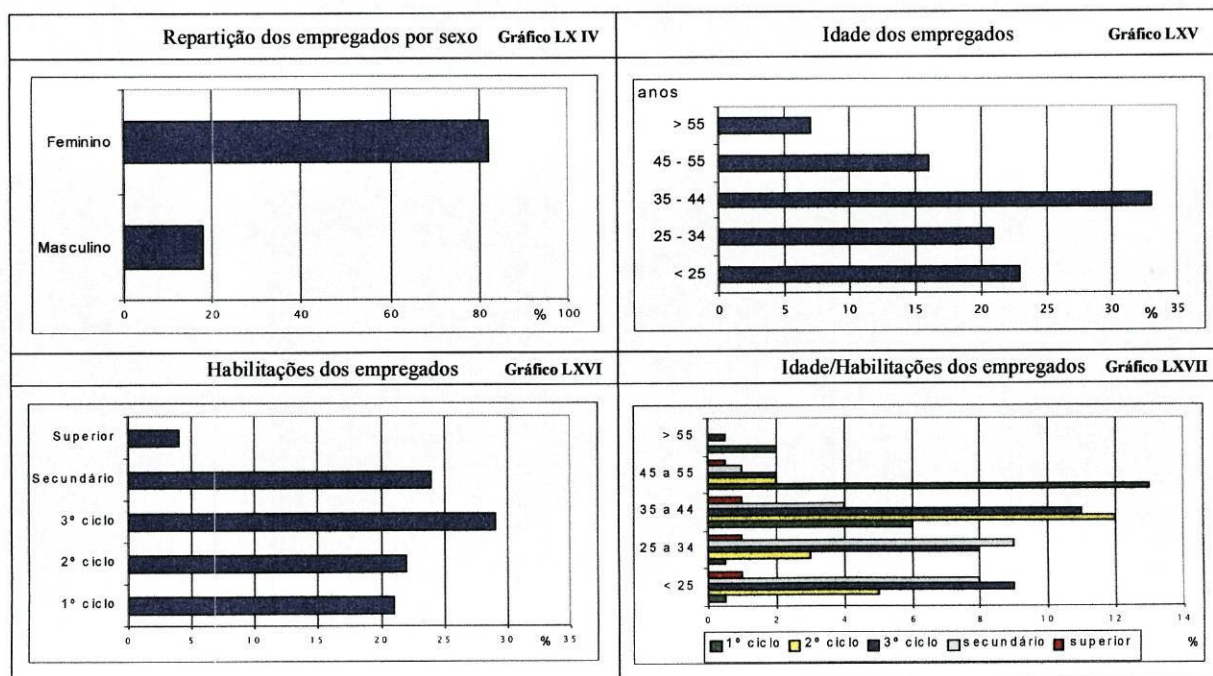 Repartição dos empregados por sexo Gráfico LX IV
Feminino
Masculino
0 20 40 60 80 % 100
Idade dos empregados Gráfico LXV
anos
> 55
45 - 55
35 - 44
25 - 34
< 25
0 5 10 15 20 25 30 % 35
Habilitações dos empregados Gráfico LXVI
Superior
Secundário
3º ciclo
2º ciclo
1º ciclo
0 5 10 15 20 25 30 % 35
Idade/Habilitações dos empregados Gráfico LXVII
> 55
45 a 55
35 a 44
25 a 34
< 25
0 2 4 6 8 10 12 14
1º ciclo 2º ciclo 3º ciclo secundário superior %